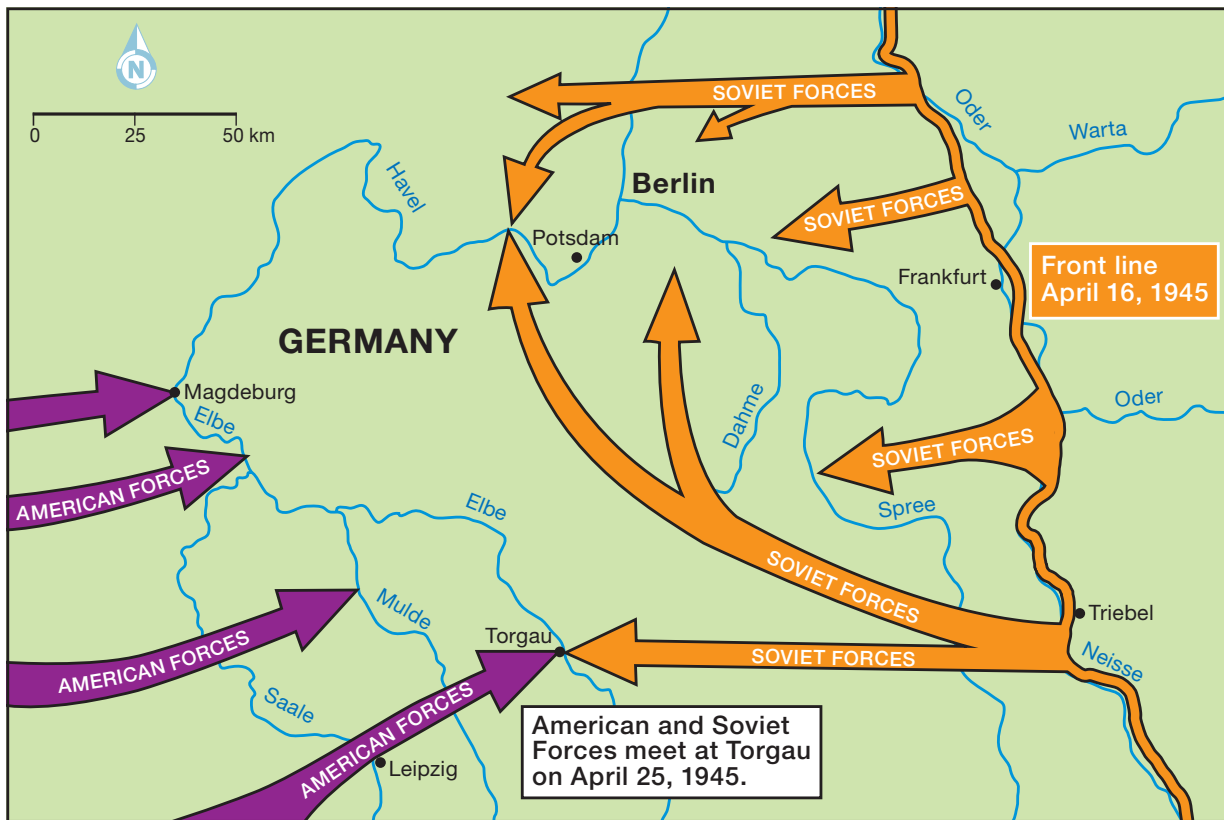 N
0 25 50 km
SOVIET FORCES
Oder
Warta
Havel
Berlin
SOVIET FORCES
Potsdam
Frankfurt
Front line
April 16, 1945
GERMANY
Magdeburg
Elbe
Dahme
Oder
SOVIET FORCES
AMERICAN FORCES
Elbe
Spree
SOVIET FORCES
Mulde
Triebel
Torgau
SOVIET FORCES
Neisse
AMERICAN FORCES
Saale
AMERICAN FORCES
American and Soviet
Forces meet at Torgau
on April 25, 1945.
Leipzig